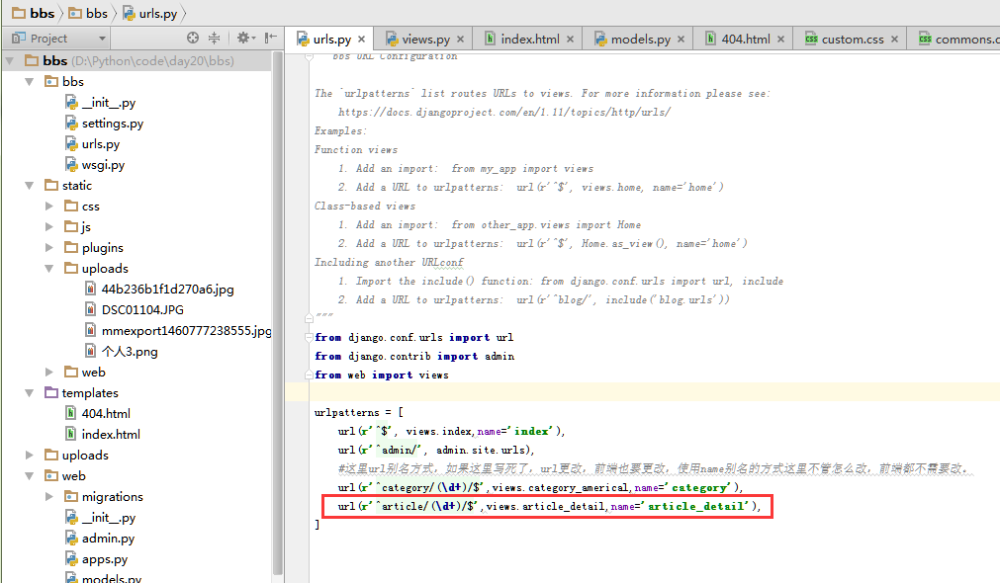 bbs bbs urls.py
Project
urls.py views.py index.html models.py 404.html custom.css commons.c
bbs (D:\Python\code\day20\bbs)
bbs
__init__.py
settings.py
urls.py
wsgi.py
static
css
js
plugins
uploads
44b236b1f1d270a6.jpg
DSC01104.JPG
mmexport1460777238555.jpg
个人3.png
web
templates
404.html
index.html
uploads
web
migrations
__init__.py
admin.py
apps.py
models.py
bbs URL Configuration
The `urlpatterns` list routes URLs to views. For more information please see:
https://docs.djangoproject.com/en/1.11/topics/http/urls/
Examples:
Function views
1. Add an import:  from my_app import views
2. Add a URL to urlpatterns:  url(r'^$', views.home, name='home')
Class-based views
1. Add an import:  from other_app.views import Home
2. Add a URL to urlpatterns:  url(r'^$', Home.as_view(), name='home')
Including another URLconf
1. Import the include() function: from django.conf.urls import url, include
2. Add a URL to urlpatterns:  url(r'^blog/', include('blog.urls'))
"""
from django.conf.urls import url
from django.contrib import admin
from web import views
urlpatterns = [
url(r'^$', views.index,name='index'),
url(r'^admin/', admin.site.urls),
#这里url别名方式，如果这里写死了，url更改，前端也要更改，使用name别名的方式这里不管怎么改，前端都不需要改。
url(r'^category/(\d+)/$',views.category_americal,name='category'),
url(r'^article/(\d+)/$',views.article_detail,name='article_detail'),
]